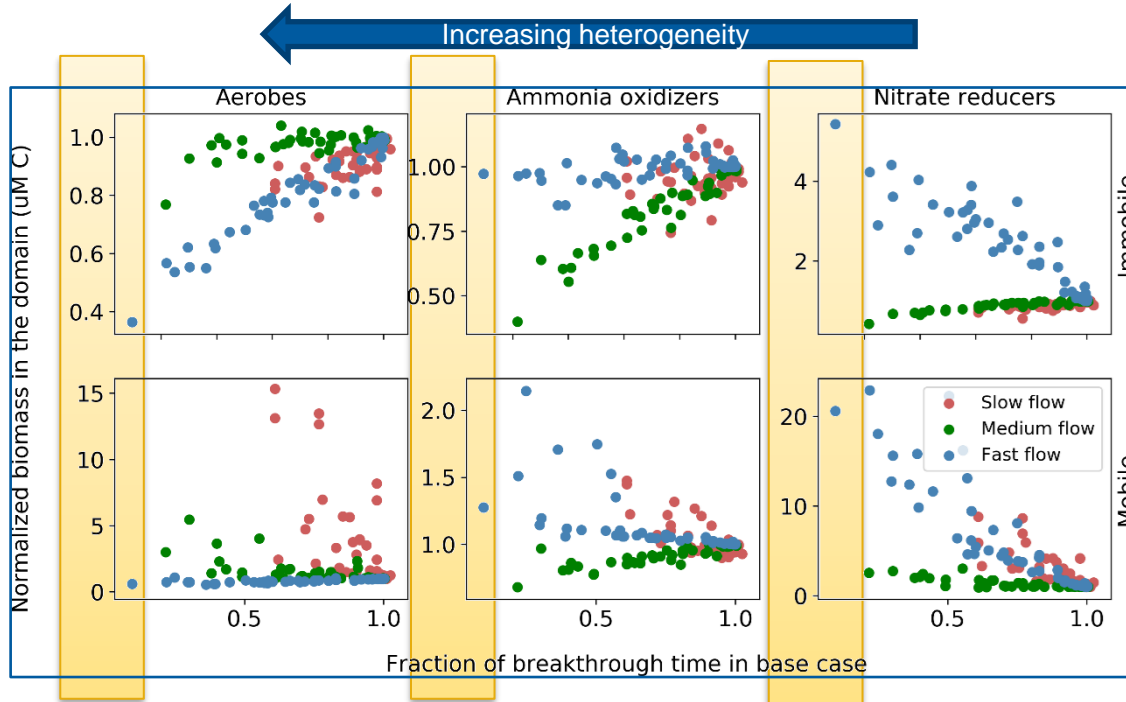 Increasing heterogeneity
Aerobes
Ammonia oxidizers
Nitrate reducers
Normalized biomass in the domain (uM C)
1.0
0.8
0.6
0.4
1.00
0.75
0.50
4
2
Immobile
15
10
5
0
0.5
1.0
2.0
1.5
1.0
0.5
1.0
20
10
0
0.5
1.0
Slow flow
Medium flow
Fast flow
Mobile
Fraction of breakthrough time in base case